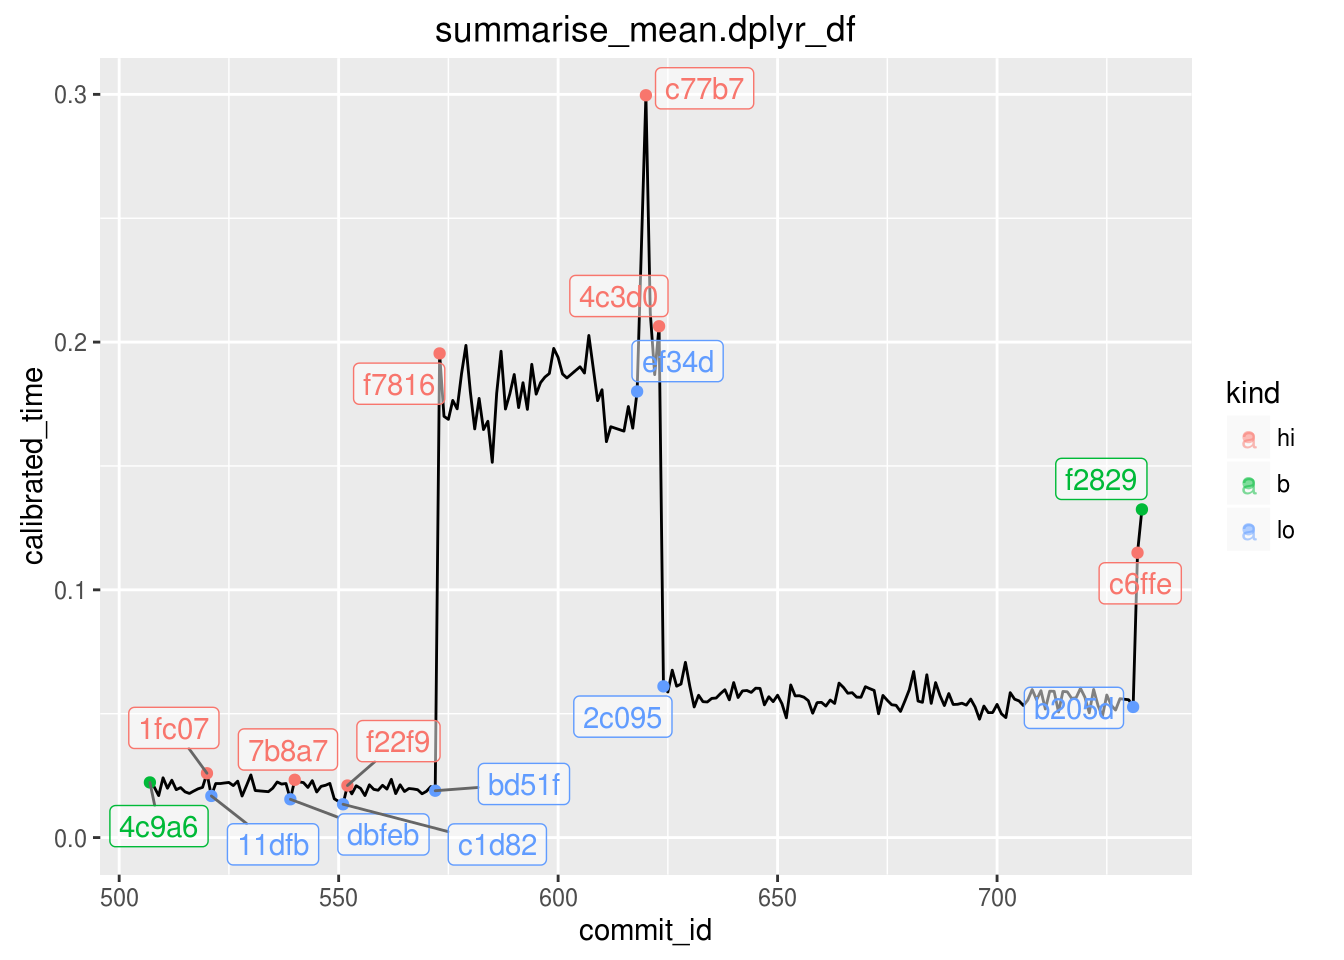 summarise_mean.dplyr_df
calibrated_time
0.3
0.2
0.1
0.0
c77b7
4c3d0
ef34d
f7816
f2829
c6ffe
2c095
b205d
1fc07
7b8a7
f22f9
bd51f
4c9a6
11dfb
dbfeb
c1d82
500
550
600
650
700
commit_id
kind
a hi
a b
a lo